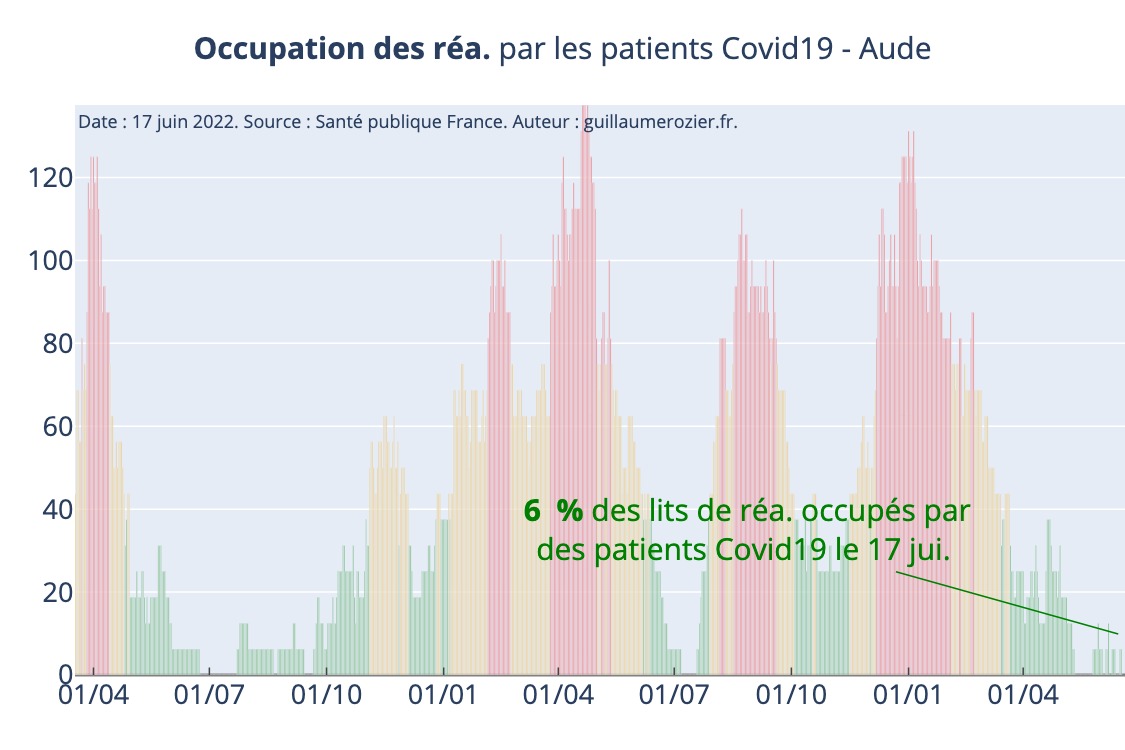 Occupation des réa. par les patients Covid19 - Aude
Date : 17 juin 2022. Source : Santé publique France. Auteur : guillaumerozier.fr.
120
100
80
60
40
20
0
6 % des lits de réa. occupés par
des patients Covid19 le 17 jui.
01/04 01/07 01/10 01/01 01/04 01/07 01/10 01/01 01/04